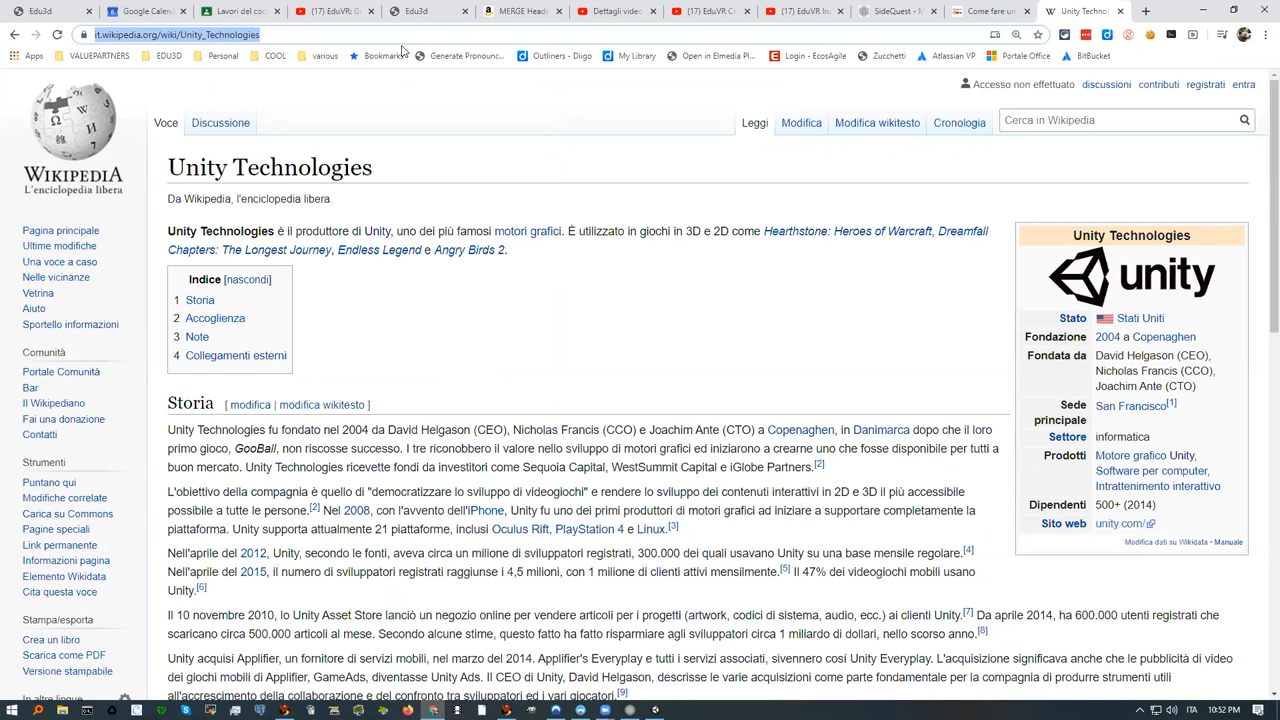 Edu3d
Google Calen
Lavori del cor
(17) EduVR: G
Edu3d
MERGE Heads
Dettagli video
(17) EduVR C
(17) EduVR In
SideQuest - M
Come fare un
Wiki Unity Techno
it.wikipedia.org/wiki/Unity_Technologies
Apps
VALUEPARTNERS
EDU3D
Personal
COOL
various
Bookmark
Generate Pronounc...
Outliners - Diigo
My Library
Open in Elmedia Pl...
Login - EcoAgile
Zucchetti
Atlassian VP
Portale Office
BitBucket
Accesso non effettuato
discussioni
contributi
registrati
entra
WIKIPEDIA
L'enciclopedia libera
Voce
Discussione
Leggi
Modifica
Modifica wikitesto
Cronologia
Cerca in Wikipedia
Pagina principale
Ultime modifiche
Una voce a caso
Nelle vicinanze
Vetrina
Aiuto
Sportello informazioni
Comunità
Portale Comunità
Bar
Il Wikipediano
Fai una donazione
Contatti
Strumenti
Puntano qui
Modifiche correlate
Carica su Commons
Pagine speciali
Link permanente
Informazioni pagina
Elemento Wikidata
Cita questa voce
Stampa/esporta
Crea un libro
Scarica come PDF
Versione stampabile
In altre lingue
Unity Technologies
Da Wikipedia, l'enciclopedia libera.
Unity Technologies è il produttore di Unity, uno dei più famosi motori grafici. È utilizzato in giochi in 3D e 2D come Hearthstone: Heroes of Warcraft, Dreamfall
Chapters: The Longest Journey, Endless Legend e Angry Birds 2.
Indice [nascondi]
1 Storia
2 Accoglienza
3 Note
4 Collegamenti esterni
Storia [ modifica | modifica wikitesto ]
Unity Technologies fu fondato nel 2004 da David Helgason (CEO), Nicholas Francis (CCO) e Joachim Ante (CTO) a Copenaghen, in Danimarca dopo che il loro
primo gioco, GooBall, non riscosse successo. I tre riconobbero il valore nello sviluppo di motori grafici ed iniziarono a crearne uno che fosse disponibile per tutti a
buon mercato. Unity Technologies ricevette fondi da investitori come Sequoia Capital, WestSummit Capital e iGlobe Partners.[2]
L'obiettivo della compagnia è quello di "democratizzare lo sviluppo di videogiochi" e rendere lo sviluppo dei contenuti interattivi in 2D e 3D il più accessibile
possibile a tutte le persone.[2] Nel 2008, con l'avvento dell'iPhone, Unity fu uno dei primi produttori di motori grafici ad iniziare a supportare completamente la
piattaforma. Unity supporta attualmente 21 piattaforme, inclusi Oculus Rift, PlayStation 4 e Linux.[3]
Nell'aprile del 2012, Unity, secondo le fonti, aveva circa un milione di sviluppatori registrati, 300.000 dei quali usavano Unity su una base mensile regolare.[4]
Nell'aprile del 2015, il numero di sviluppatori registrati raggiunse i 4,5 milioni, con 1 milione di clienti attivi mensilmente.[5] Il 47% dei videogiochi mobili usano
Unity.[6]
Il 10 novembre 2010, lo Unity Asset Store lanciò un negozio online per vendere articoli per i progetti (artwork, codici di sistema, audio, ecc.) ai clienti Unity.[7] Da aprile 2014, ha 600.000 utenti registrati che
scaricano circa 500.000 articoli al mese. Secondo alcune stime, questo fatto ha fatto risparmiare agli sviluppatori circa 1 miliardo di dollari, nello scorso anno.[8]
Unity acquisì Applifier, un fornitore di servizi mobili, nel marzo del 2014. Applifier's Everyplay e tutti i servizi associati, divennero così Unity Everyplay. L'acquisizione significava anche che le pubblicità di video
dei giochi mobili di Applifier, GameAds, diventasse Unity Ads. Il CEO di Unity, David Helgason, descrisse le varie acquisizioni come parte fondamentale per la compagnia di produrre strumenti utili
all'accrescimento della collaborazione e del confronto tra sviluppatori ed i vari giocatori.[9]
Unity Technologies
unity
Stato Stati Uniti
Fondazione 2004 a Copenaghen
Fondata da David Helgason (CEO),
Nicholas Francis (CCO),
Joachim Ante (CTO)
Sede principale San Francisco[1]
Settore informatica
Prodotti Motore grafico Unity,
Software per computer,
Intrattenimento interattivo
Dipendenti 500+ (2014)
Sito web unity.com/
Modifica dati su Wikidata • Manuale
ITA
10:52 PM